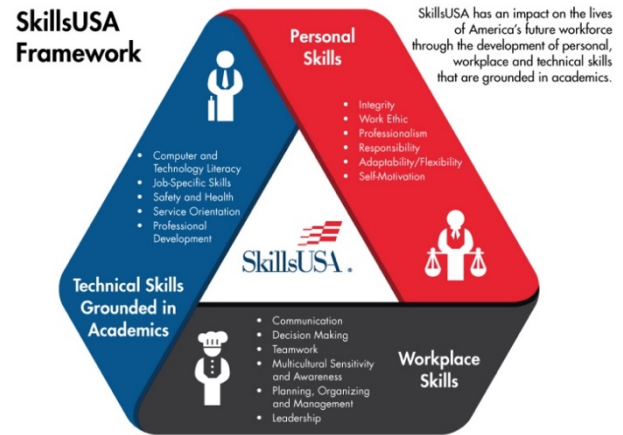 SkillsUSA
Framework
SkillsUSA has an impact on the lives
of America's future workforce
through the development of personal,
workplace and technical skills
that are grounded in academics.
Personal
Skills
• Integrity
• Work Ethic
• Professionalism
• Responsibility
• Adaptability/Flexibility
• Self-Motivation
• Computer and
Technology Literacy
• Job-Specific Skills
• Safety and Health
• Service Orientation
• Professional
Development
Technical Skills
Grounded in
Academics
SkillsUSA®
• Communication
• Decision Making
• Teamwork
• Multicultural Sensitivity
and Awareness
• Planning, Organizing
and Management
• Leadership
Workplace
Skills